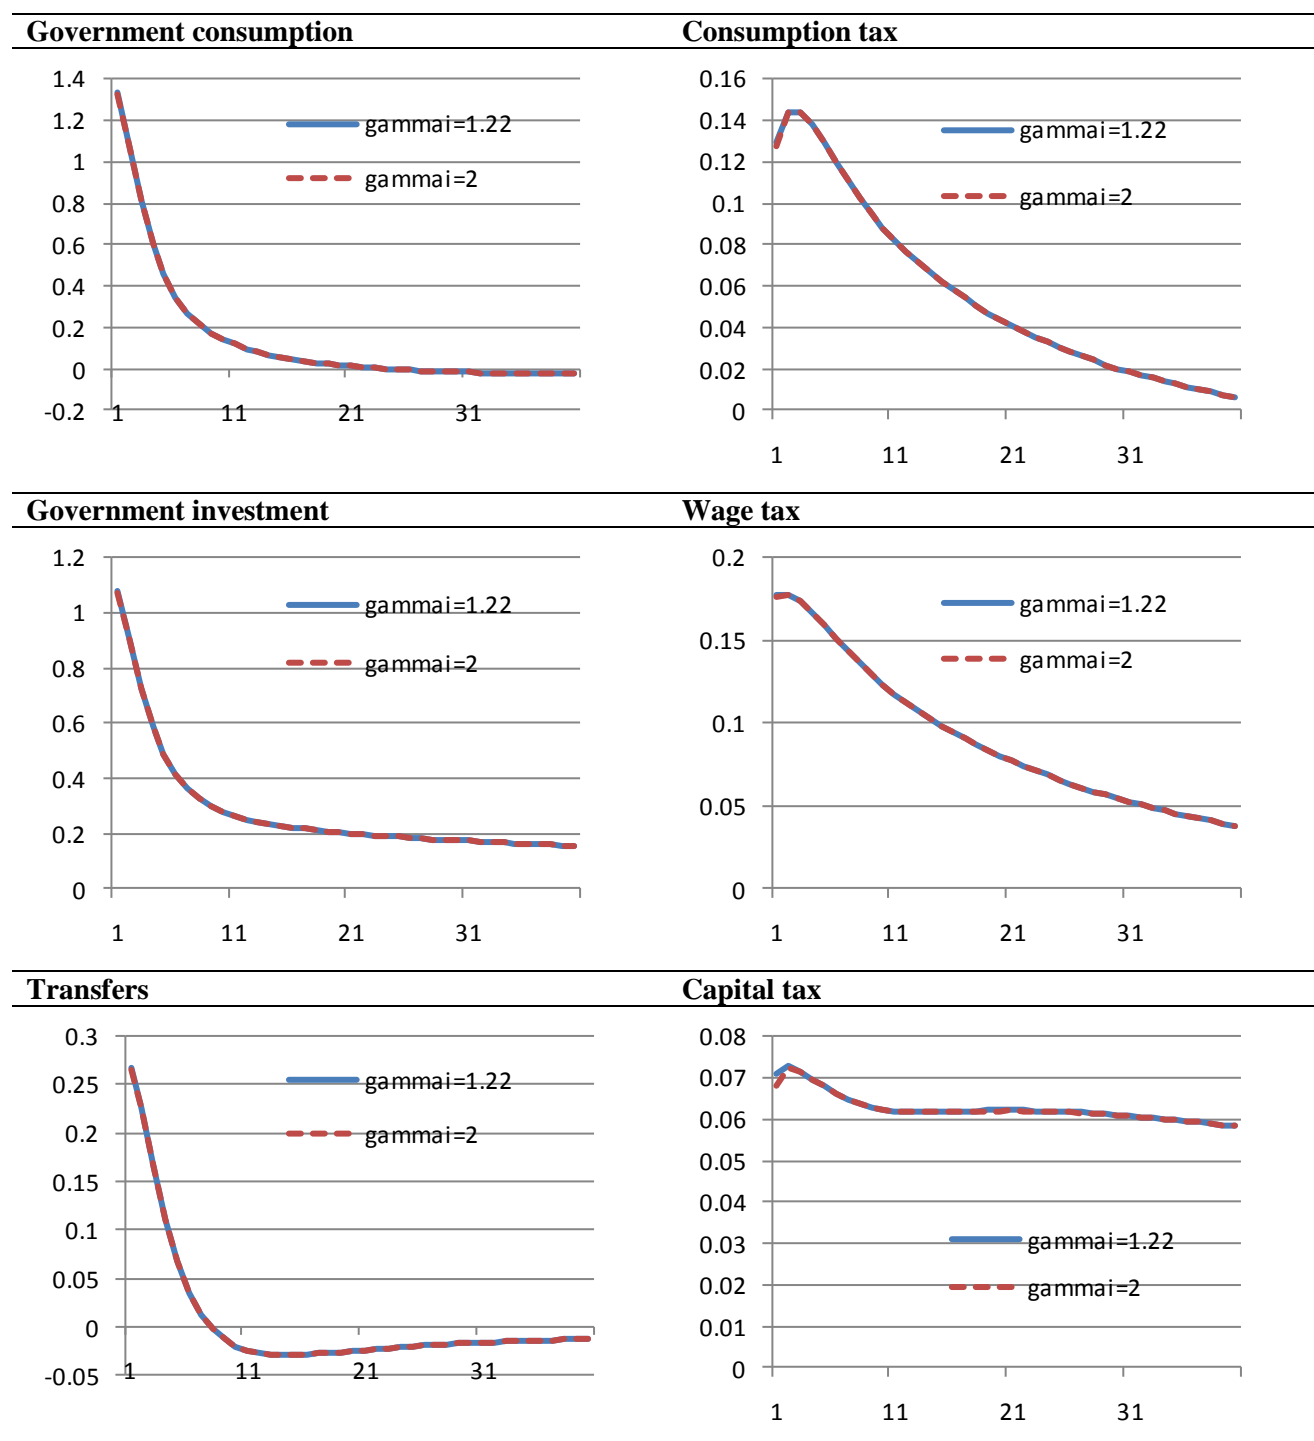 Government consumption
Consumption tax
1.4
1.2
1
0.8
0.6
0.4
0.2
0
-0.2
1 11 21 31
gammai=1.22
gammai=2
0.16
0.14
0.12
0.1
0.08
0.06
0.04
0.02
0
1 11 21 31
gammai=1.22
gammai=2
Government investment
Wage tax
1.2
1
0.8
0.6
0.4
0.2
0
1 11 21 31
gammai=1.22
gammai=2
0.2
0.15
0.1
0.05
0
1 11 21 31
gammai=1.22
gammai=2
Transfers
Capital tax
0.3
0.25
0.2
0.15
0.1
0.05
0
-0.05
1 11 21 31
gammai=1.22
gammai=2
0.08
0.07
0.06
0.05
0.04
0.03
0.02
0.01
0
1 11 21 31
gammai=1.22
gammai=2